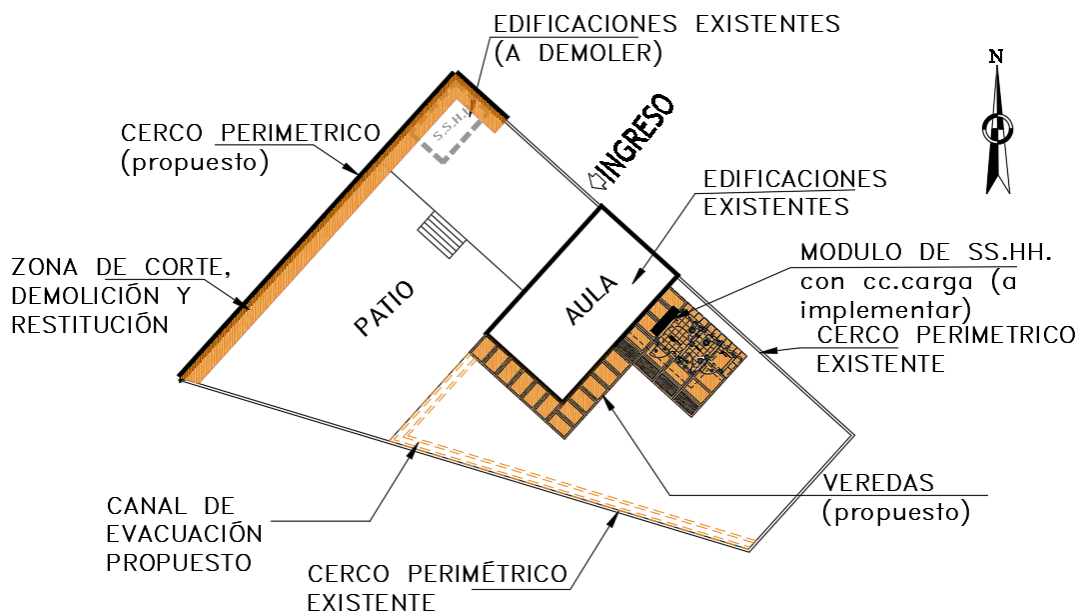 EDIFICACIONES EXISTENTES
(A DEMOLER)
N
S.S.H.H.
CERCO PERIMETRICO
(propuesto)
INGRESO
EDIFICACIONES
EXISTENTES
MODULO DE SS.HH.
con cc.carga (a
implementar)
ZONA DE CORTE,
DEMOLICIÓN Y
RESTITUCIÓN
PATIO
AULA
CERCO PERIMETRICO
EXISTENTE
VEREDAS
(propuesto)
CANAL DE
EVACUACIÓN
PROPUESTO
CERCO PERIMÉTRICO
EXISTENTE